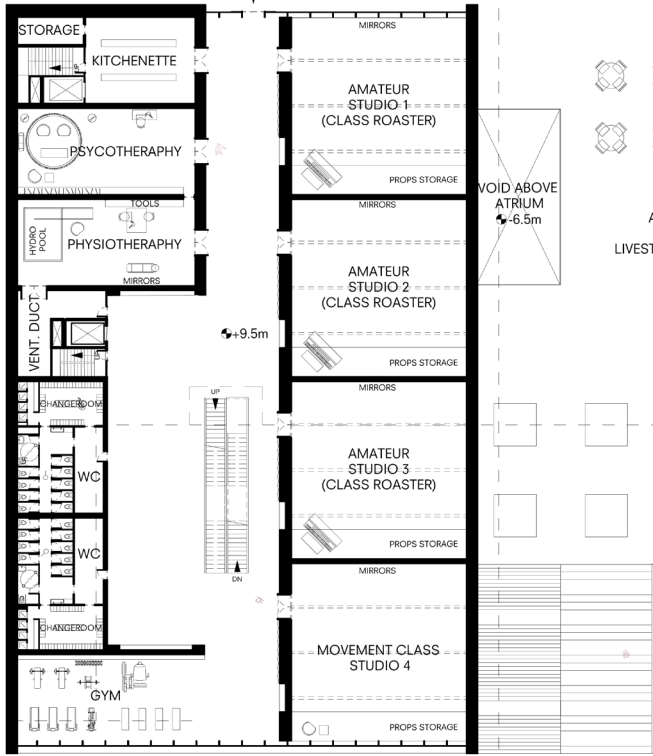 STORAGE
UP
KITCHENETTE
PSYCOTHERAPHY
TOOLS
HYDRO
POOL
PHYSIOTHERAPHY
MIRRORS
VENT. DUCT
+9.5m
CHANGEROOM
WC
WC
CHANGEROOM
GYM
UP
DN
MIRRORS
AMATEUR
STUDIO 1
(CLASS ROASTER)
PROPS STORAGE
MIRRORS
AMATEUR
STUDIO 2
(CLASS ROASTER)
PROPS STORAGE
MIRRORS
AMATEUR
STUDIO 3
(CLASS ROASTER)
PROPS STORAGE
MIRRORS
MOVEMENT CLASS
STUDIO 4
PROPS STORAGE
VOID ABOVE
ATRIUM
-6.5m
A
LIVEST